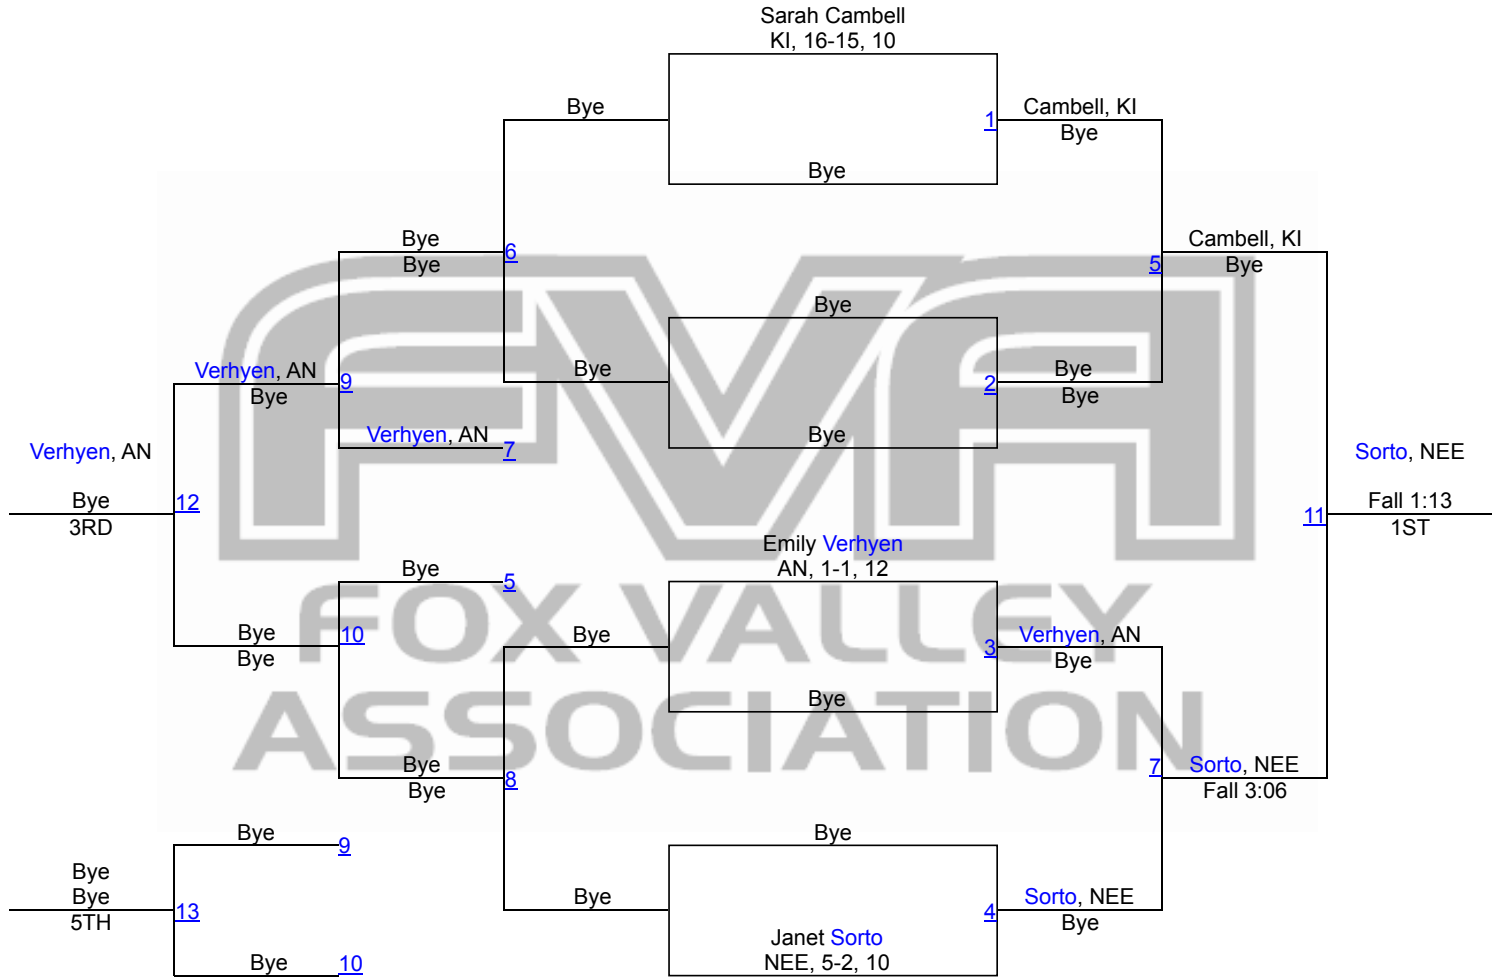 Sarah Cambell
KI, 16-15, 10
Bye
1
Cambell, KI
Bye
Bye
Bye
Bye
6
Cambell, KI
Bye
5
Bye
Verhyen, AN
Bye
9
Bye
2
Bye
Bye
Verhyen, AN
7
Bye
Verhyen, AN
Bye
3RD
12
Sorto, NEE
Fall 1:13
1ST
11
Emily Verhyen
AN, 1-1, 12
Bye
5
Bye
Bye
10
Bye
3
Verhyen, AN
Bye
Bye
FVA
FOX VALLEY
ASSOCIATION
Bye
Bye
8
7
Sorto, NEE
Fall 3:06
Bye
9
Bye
Bye
Bye
5TH
13
Bye
4
Sorto, NEE
Bye
Janet Sorto
NEE, 5-2, 10
Bye
10